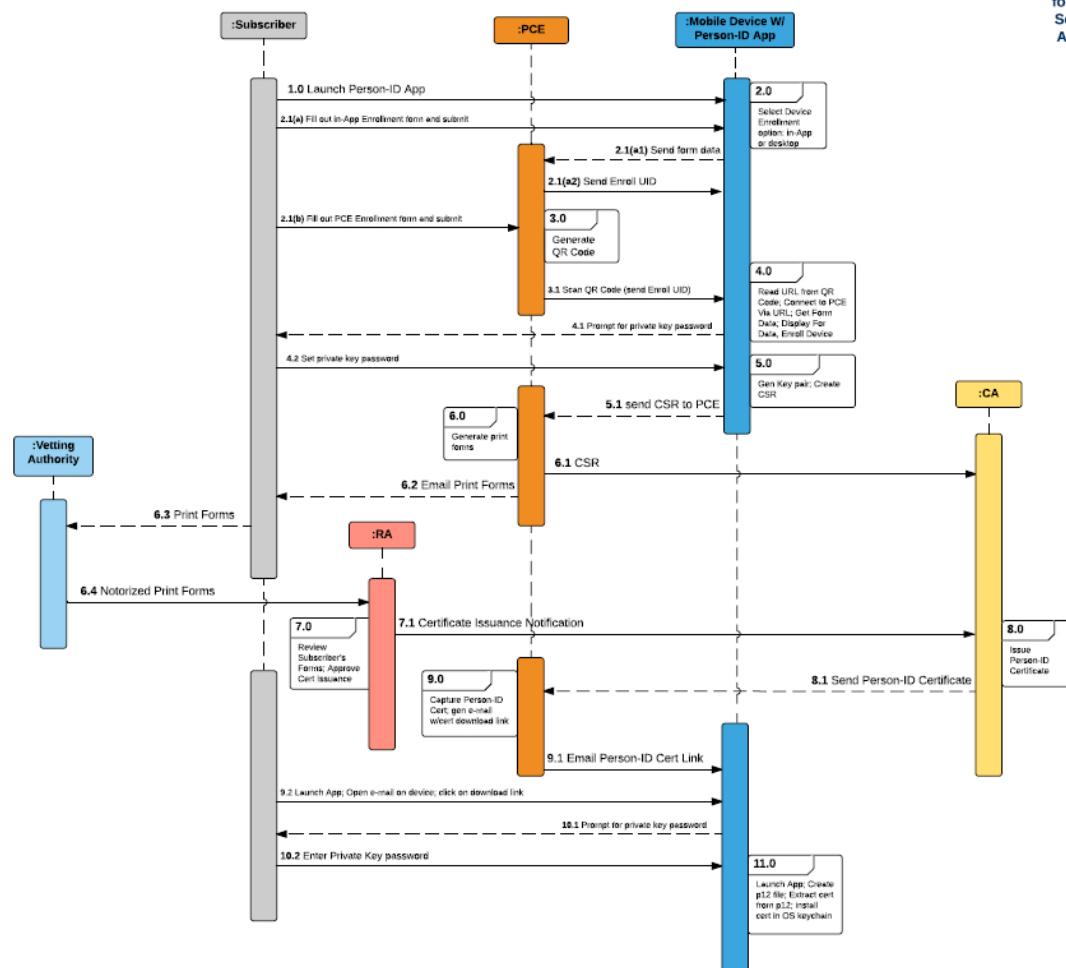 fo
:Subscriber
:PCE
:Mobile Device W/
Person-ID App
S
A
1.0 Launch Person-ID App
2.0
Select Device
Enrollment
option: in-App
or desktop
2.1(a) Fill out in-App Enrollment form and submit
2.1(a1) Send form data
2.1(a2) Send Enroll UID
2.1(b) Fill out PCE Enrollment form and submit
3.0
Generate
QR Code
4.0
Read URL from QR
Code; Connect to PCE
Via URL; Get Form
Data; Display For
Data, Enroll Device
3.1 Scan QR Code (send Enroll UID)
4.1 Prompt for private key password
4.2 Set private key password
5.0
Gen Key pair; Create
CSR
:CA
5.1 send CSR to PCE
6.0
Generate print
forms
:Vetting
Authority
6.1 CSR
6.2 Email Print Forms
6.3 Print Forms
:RA
6.4 Notorized Print Forms
7.0
Review
Subscriber's
Forms; Approve
Cert Issuance
7.1 Certificate Issuance Notification
8.0
Issue
Person-ID
Certificate
8.1 Send Person-ID Certificate
9.0
Capture Person-ID
Cert; gen e-mail
w/cert download link
9.1 Email Person-ID Cert Link
9.2 Launch App; Open e-mail on device; click on download link
10.1 Prompt for private key password
10.2 Enter Private Key password
11.0
Launch App; Create
p12 file; Extract cert
from p12; install
cert in OS keychain